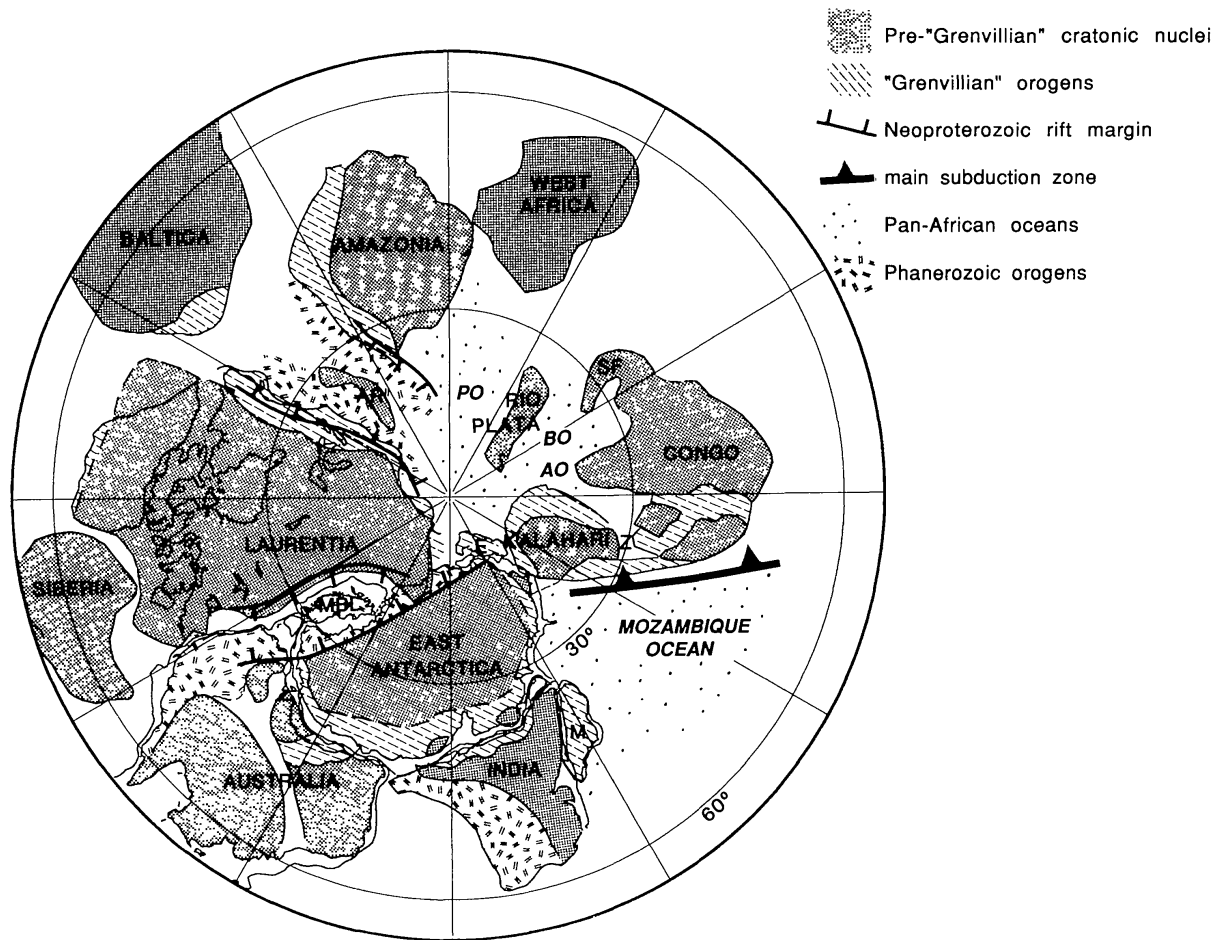 Pre-"Grenvillian" cratonic nuclei
"Grenvillian" orogens
Neoproterozoic rift margin
main subduction zone
Pan-African oceans
Phanerozoic orogens
WEST
AFRICA
BALTICA
AMAZONIA
SF
AP
PO
RIO
PLATA
BO
AO
CONGO
LAURENTIA
E
KALAHARI
Z
SIBERIA
MBL
EAST
ANTARCTICA
30°
MOZAMBIQUE
OCEAN
M
INDIA
AUSTRALIA
60°